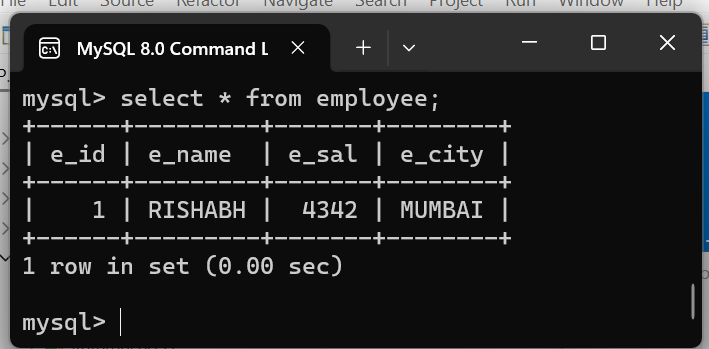 File Edit Source Refactor Navigate Search Project Run Window Help
MySQL 8.0 Command L
mysql> select * from employee;
+------+---------+-------+--------+
| e_id | e_name  | e_sal | e_city |
+------+---------+-------+--------+
|    1 | RISHABH |  4342 | MUMBAI |
+------+---------+-------+--------+
1 row in set (0.00 sec)
mysql>